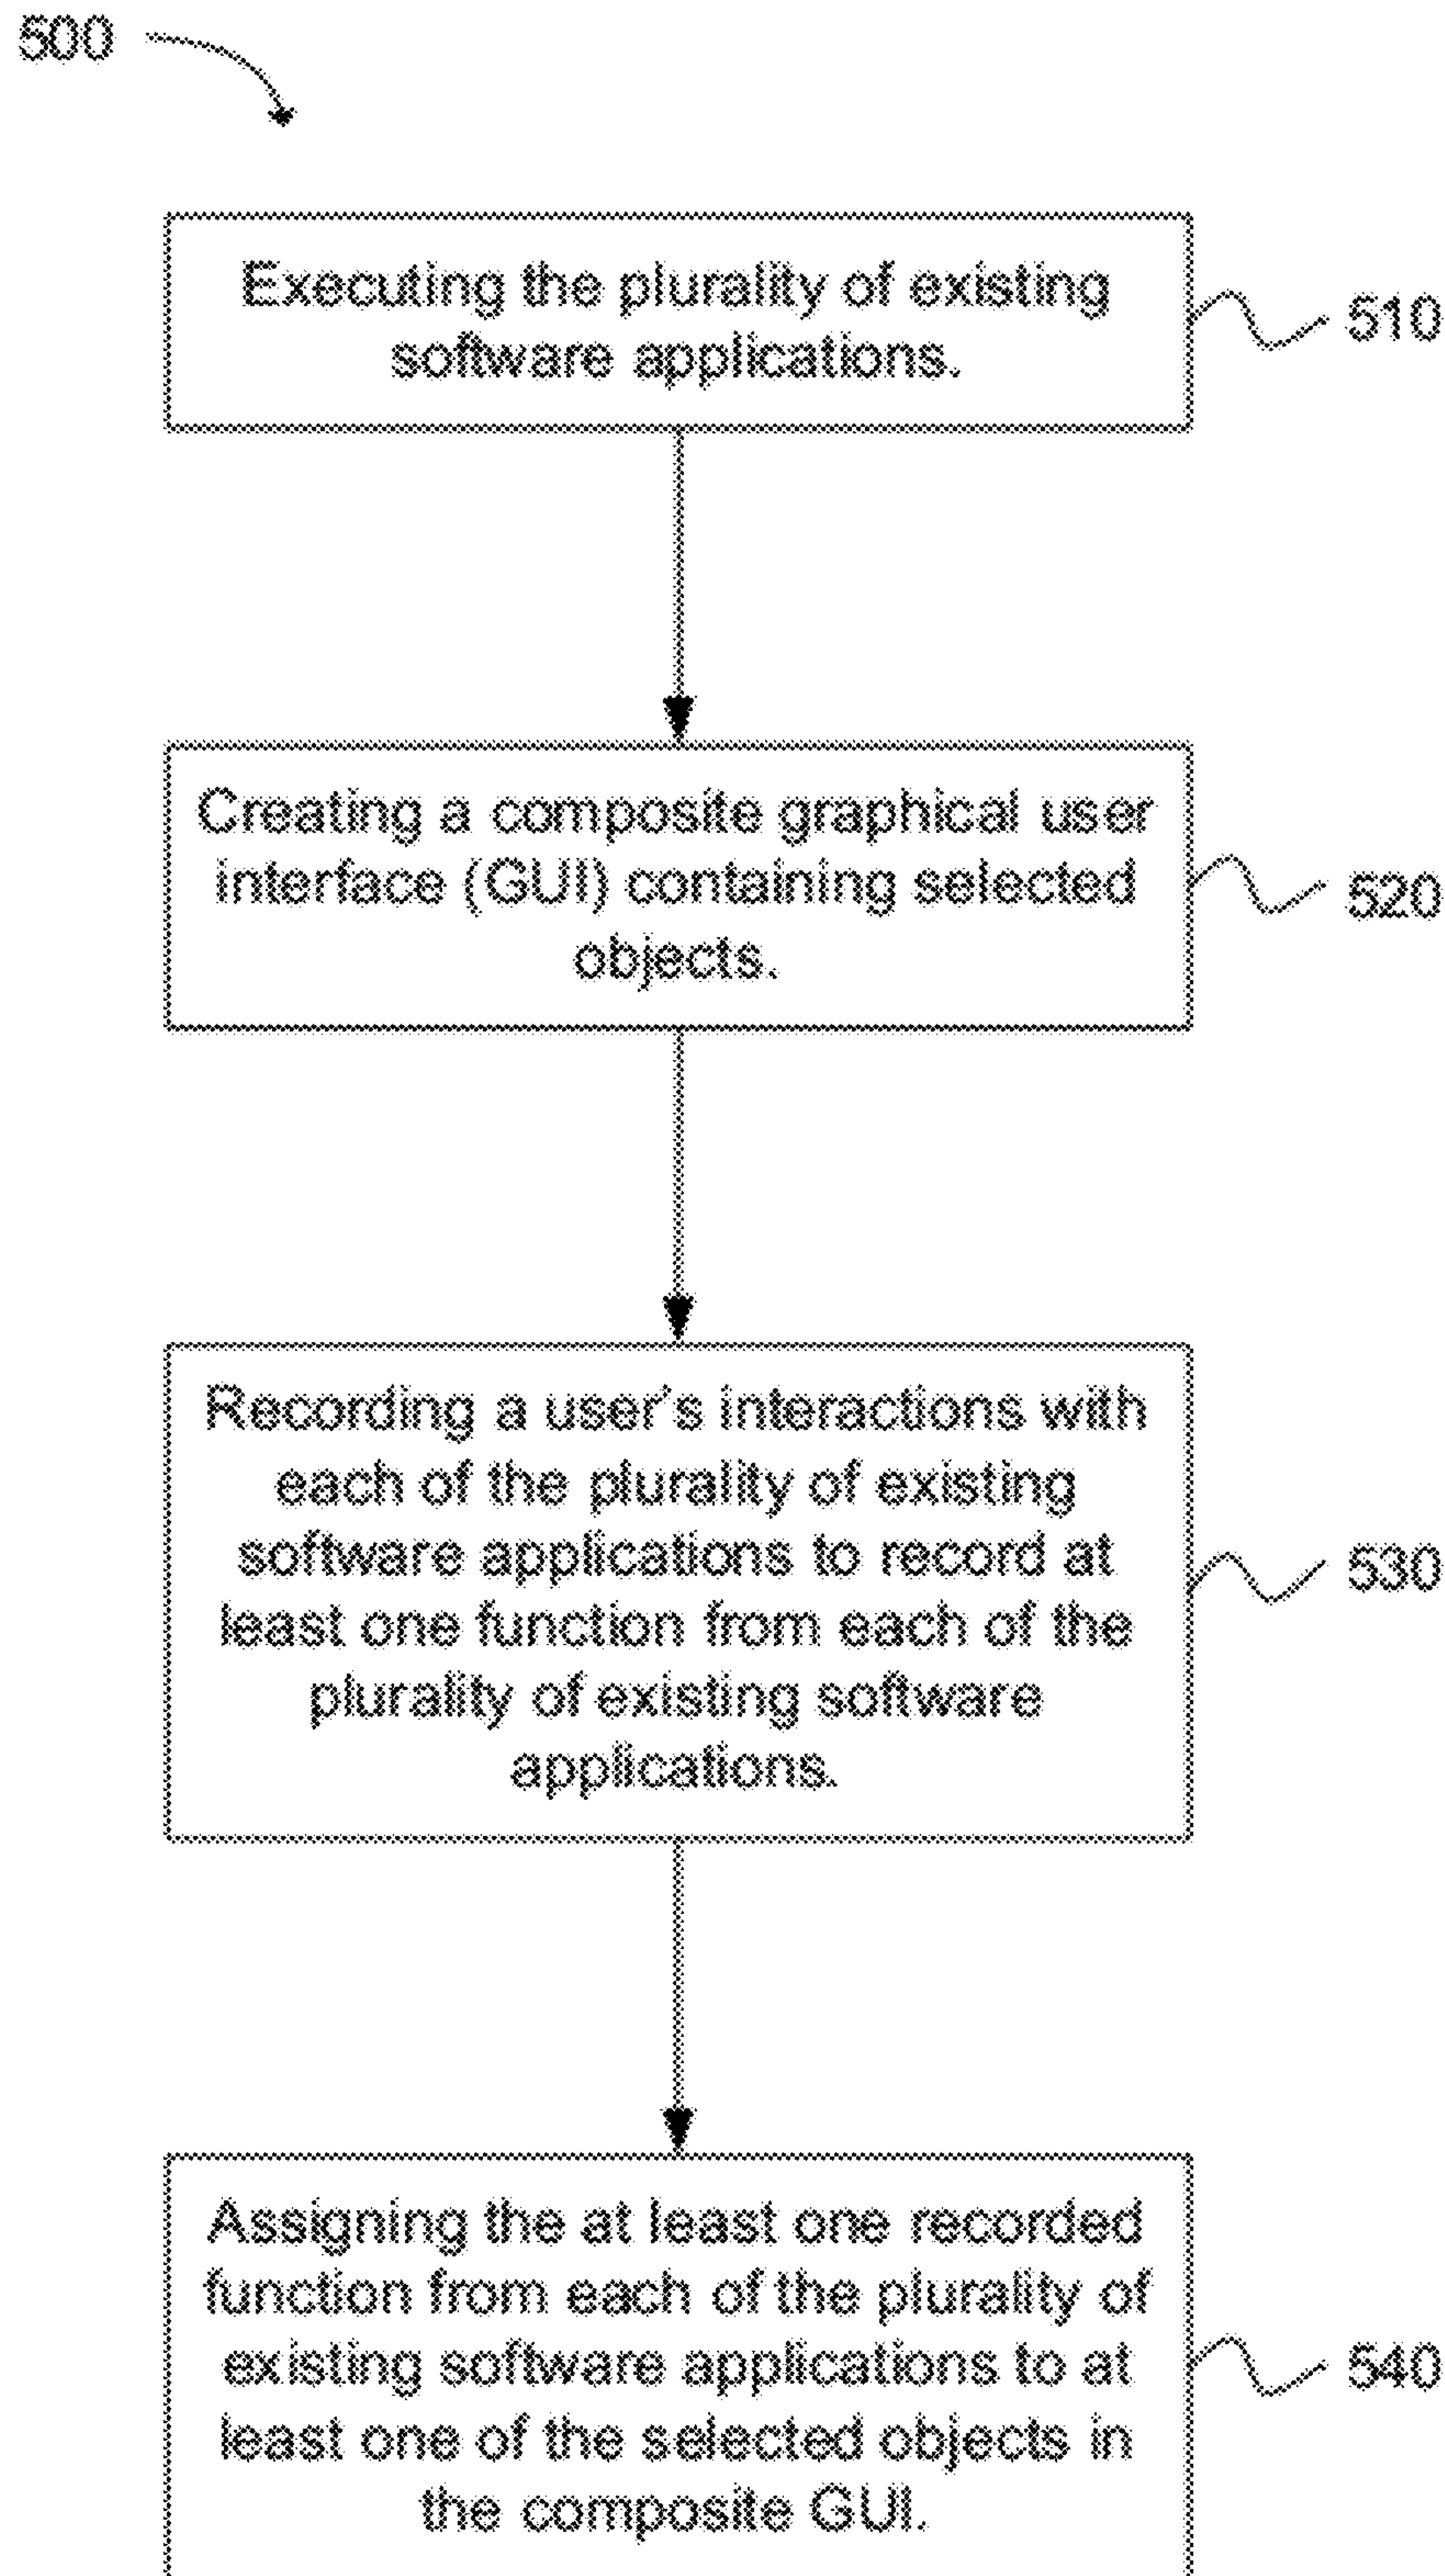 500
Executing the plurality of existing
software applications.
510
Creating a composite graphical user
interface (GUI) containing selected
objects.
520
Recording a user's interactions with
each of the plurality of existing
software applications to record at
least one function from each of the
plurality of existing software
applications.
530
Assigning the at least one recorded
function from each of the plurality of
existing software applications to at
least one of the selected objects in
the composite GUI.
540